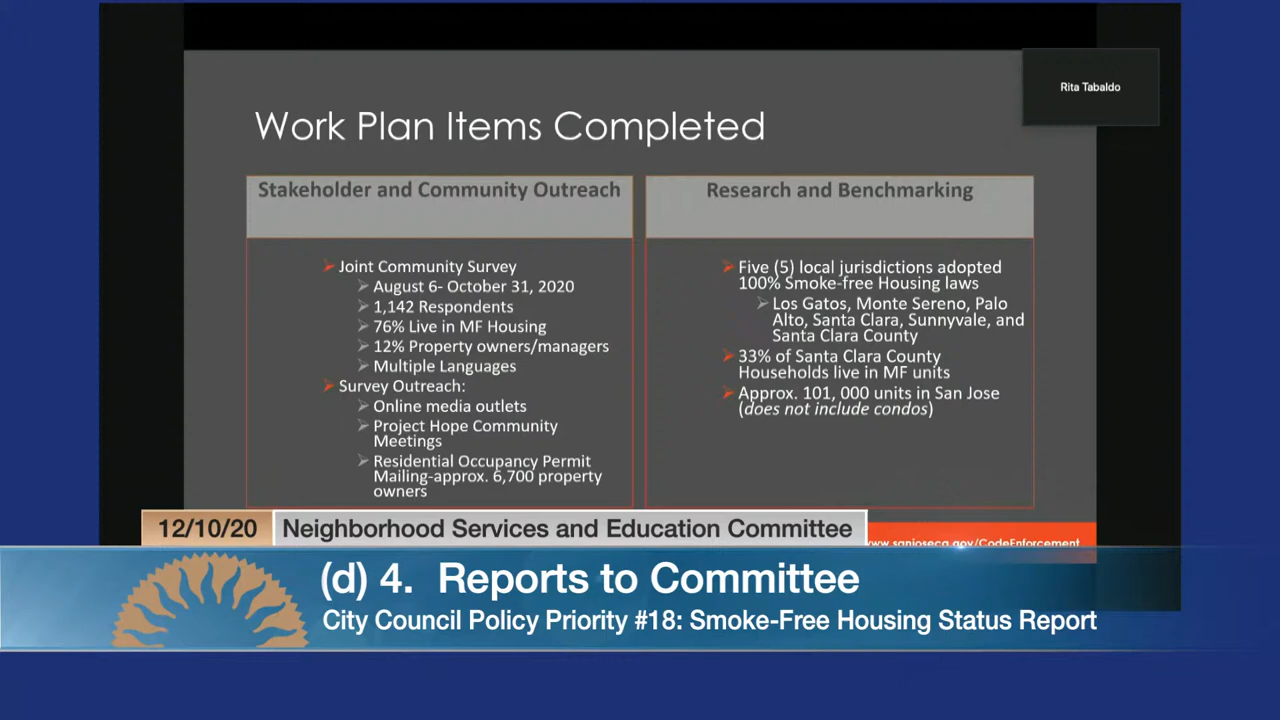 Rita Tabaldo
Work Plan Items Completed
Stakeholder and Community Outreach
Joint Community Survey
August 6- October 31, 2020
1,142 Respondents
76% Live in MF Housing
12% Property owners/managers
Multiple Languages
Survey Outreach:
Online media outlets
Project Hope Community
Meetings
Residential Occupancy Permit
Mailing-approx. 6,700 property
owners
Research and Benchmarking
Five (5) local jurisdictions adopted
100% Smoke-free Housing laws
Los Gatos, Monte Sereno, Palo
Alto, Santa Clara, Sunnyvale, and
Santa Clara County
33% of Santa Clara County
Households live in MF units
Approx. 101, 000 units in San Jose
(does not include condos)
www.sanjoseca.gov/CodeEnforcement
12/10/20 Neighborhood Services and Education Committee
(d) 4. Reports to Committee
City Council Policy Priority #18: Smoke-Free Housing Status Report